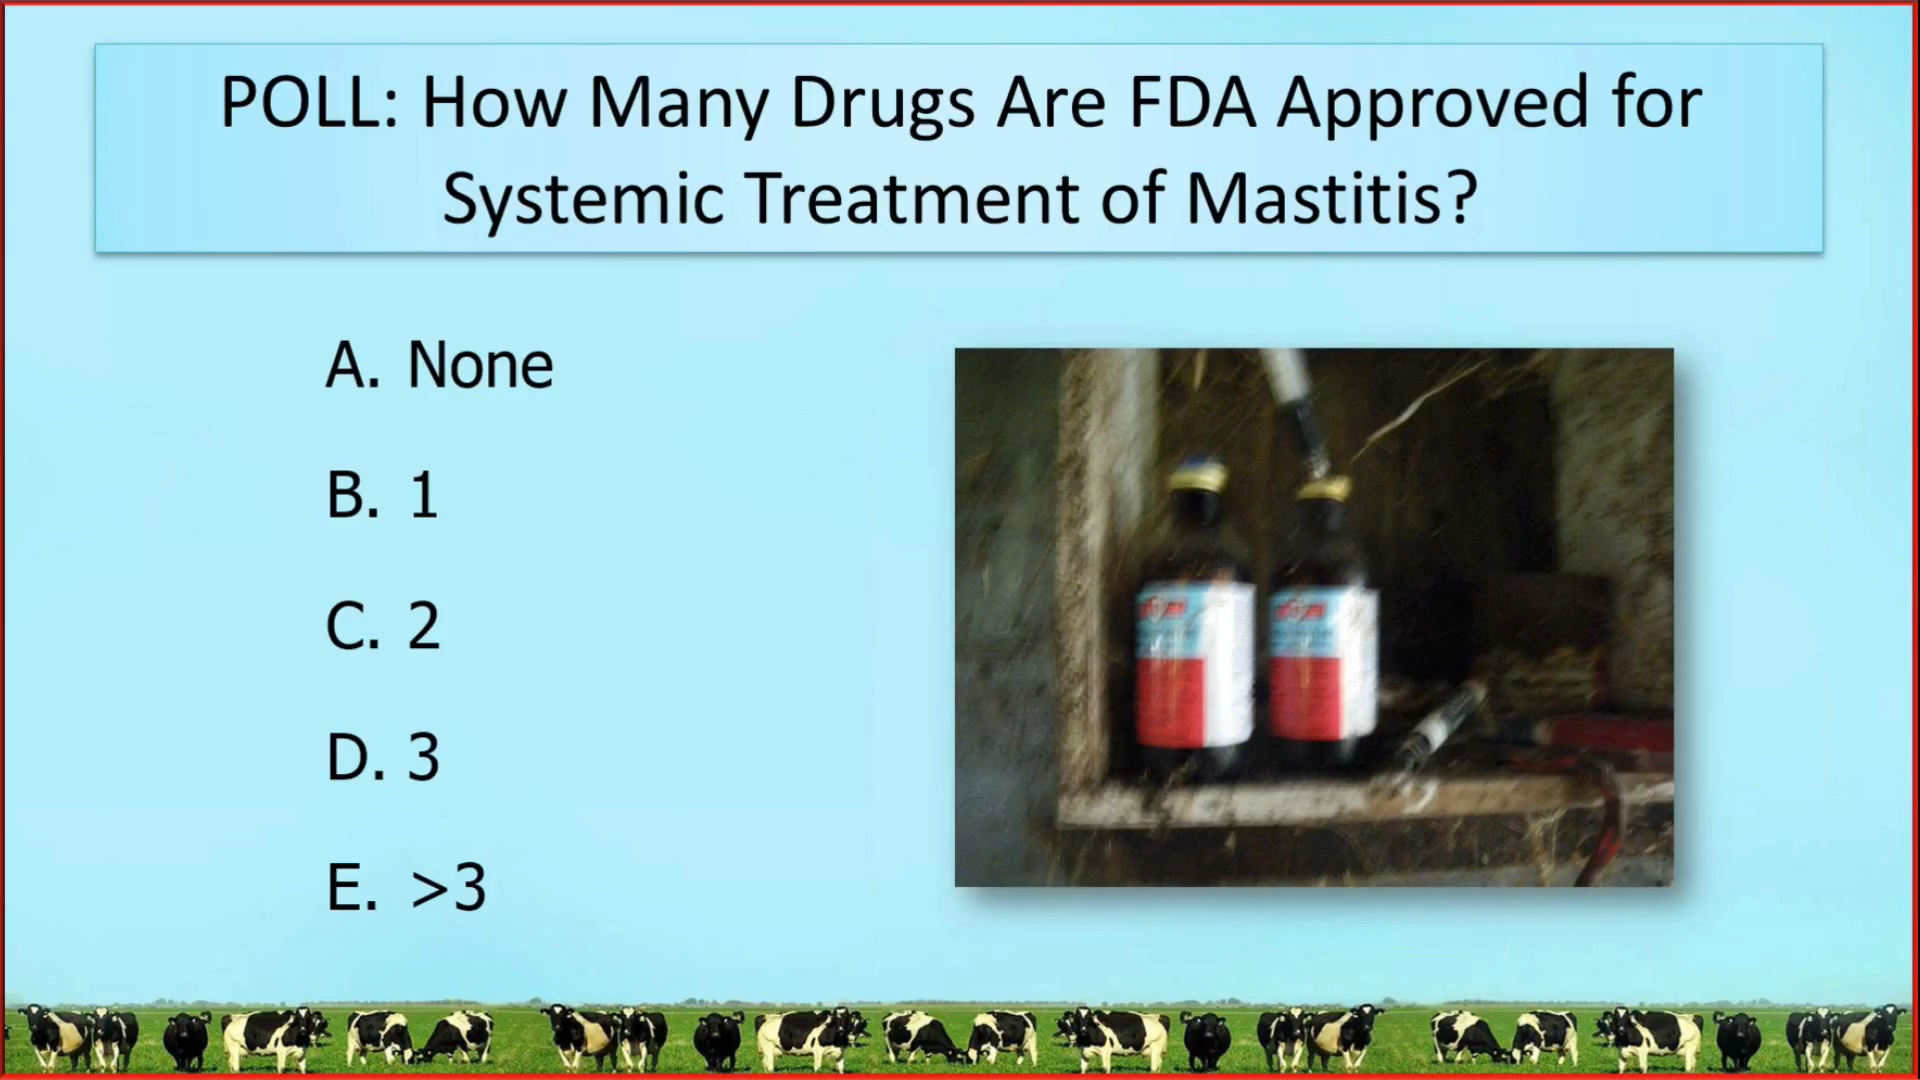 POLL: How Many Drugs Are FDA Approved for
Systemic Treatment of Mastitis?
A. None
B. 1
C. 2
D. 3
E. >3